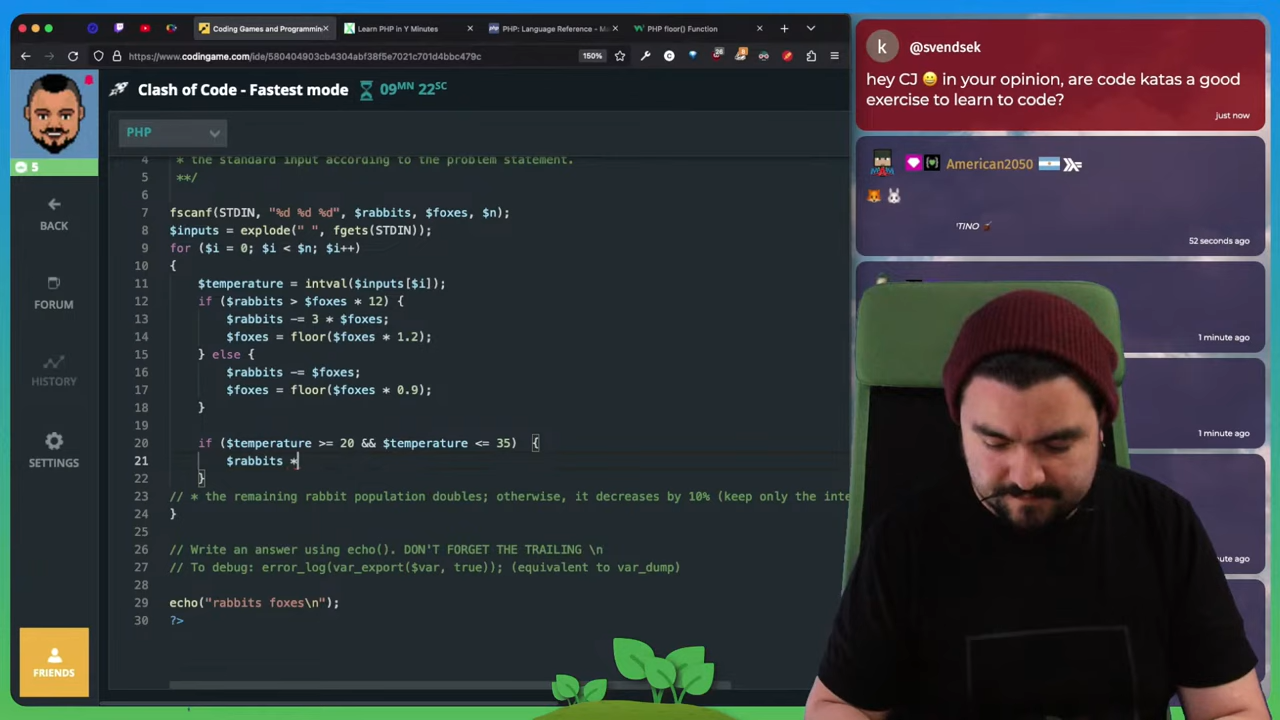 Coding Games and Programmin
Learn PHP in Y Minutes
PHP: Language Reference - M
PHP floor() Function
https://www.codingame.com/ide/580404903cb4304abf38f5e7021c701d4bbc479c
150%
Clash of Code - Fastest mode
09MN 22SC
PHP
5
BACK
FORUM
HISTORY
SETTINGS
FRIENDS
4 * the standard input according to the problem statement.
5 **/
6
7 fscanf(STDIN, "%d %d %d", $rabbits, $foxes, $n);
8 $inputs = explode(" ", fgets(STDIN));
9 for ($i = 0; $i < $n; $i++)
10 {
11 $temperature = intval($inputs[$i]);
12 if ($rabbits > $foxes * 12) {
13 $rabbits -= 3 * $foxes;
14 $foxes = floor($foxes * 1.2);
15 } else {
16 $rabbits -= $foxes;
17 $foxes = floor($foxes * 0.9);
18 }
19
20 if ($temperature >= 20 && $temperature <= 35) {
21 $rabbits *
22 }
23 // * the remaining rabbit population doubles; otherwise, it decreases by 10% (keep only the inte
24 }
25
26 // Write an answer using echo(). DON'T FORGET THE TRAILING \n
27 // To debug: error_log(var_export($var, true)); (equivalent to var_dump)
28
29 echo("rabbits foxes\n");
30 ?>
k
@svendsek
hey CJ 😀 in your opinion, are code katas a good
exercise to learn to code?
just now
American2050
'TINO
52 seconds ago
1 minute ago
1 minute ago
ute ago